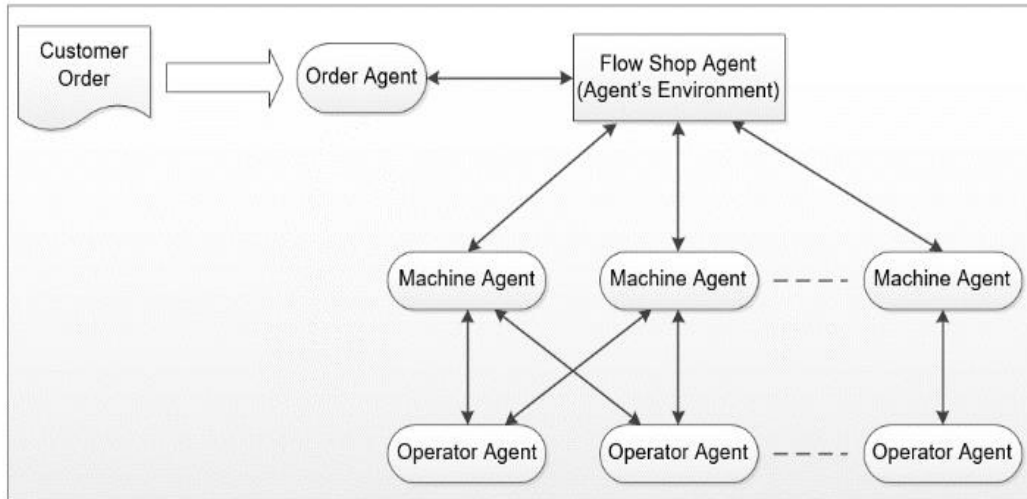 Customer
Order
Order Agent
Flow Shop Agent
(Agent's Environment)
Machine Agent
Machine Agent
Machine Agent
Operator Agent
Operator Agent
Operator Agent